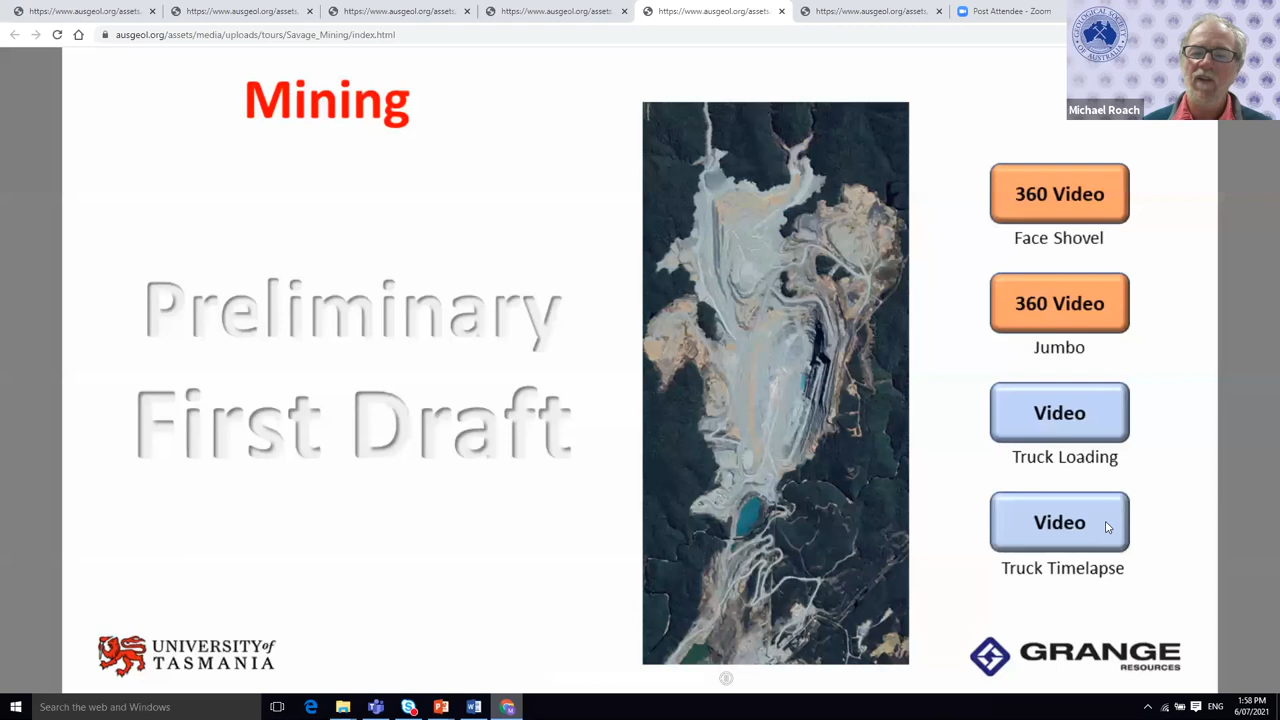 https://www.ausgeol.org/assets/
https://www.ausgeol.org/assets/
https://www.ausgeol.org/assets/
https://www.ausgeol.org/assets/
https://www.ausgeol.org/assets/
https://www.ausgeol.org/assets/
Post Attendee - Zoom
ausgeol.org/assets/media/uploads/tours/Savage_Mining/index.html
GEOLOGICAL SOCIETY OF AUSTRALIA
Michael Roach
Mining
Preliminary
First Draft
360 Video
Face Shovel
360 Video
Jumbo
Video
Truck Loading
Video
Truck Timelapse
UNIVERSITY of
TASMANIA
GRANGE
RESOURCES
Search the web and Windows
ENG
1:58 PM
6/07/2021